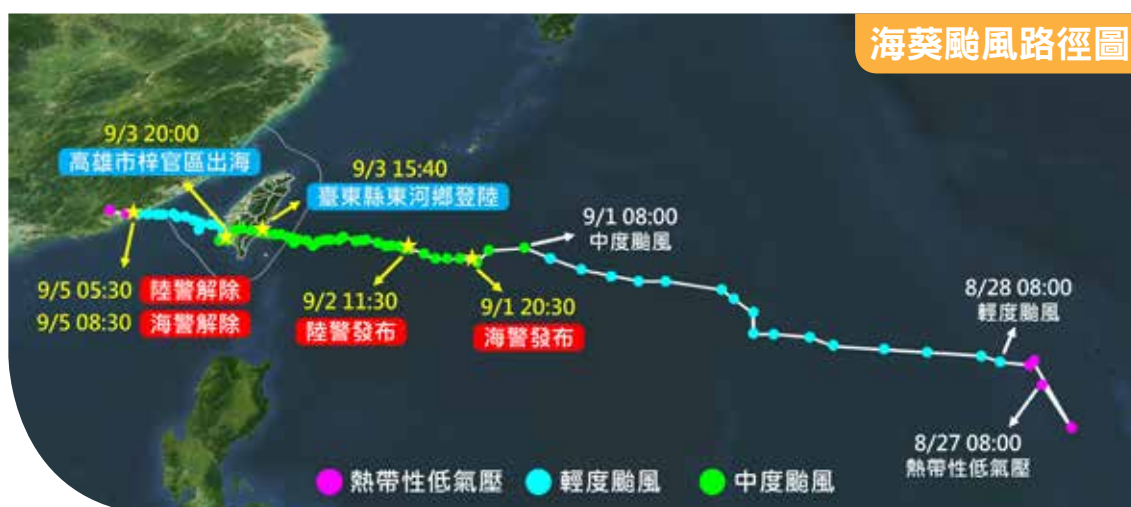 海葵颱風路徑圖
9/3 20:00
高雄市梓官區出海
9/3 15:40
臺東縣東河鄉登陸
9/1 08:00
中度颱風
8/28 08:00
輕度颱風
9/5 05:30 陸警解除
9/5 08:30 海警解除
9/2 11:30
陸警發布
9/1 20:30
海警發布
8/27 08:00
熱帶性低氣壓
熱帶性低氣壓 輕度颱風 中度颱風